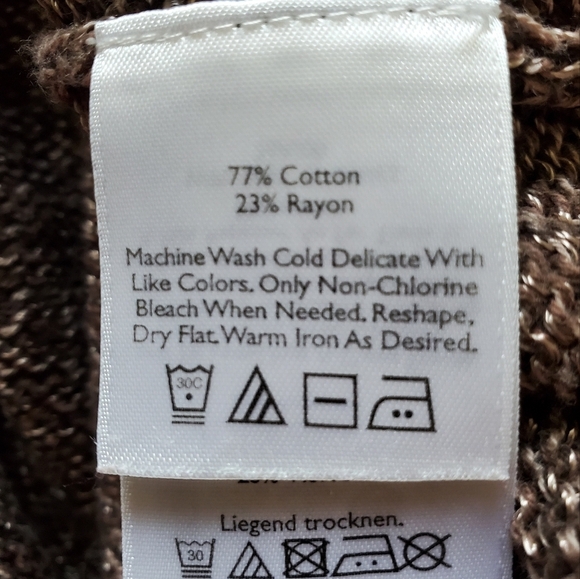 77% Cotton
23% Rayon
Machine Wash Cold Delicate With
Like Colors. Only Non-Chlorine
Bleach When Needed. Reshape,
Dry Flat. Warm Iron As Desired.
30C
Liegend trocknen.
30